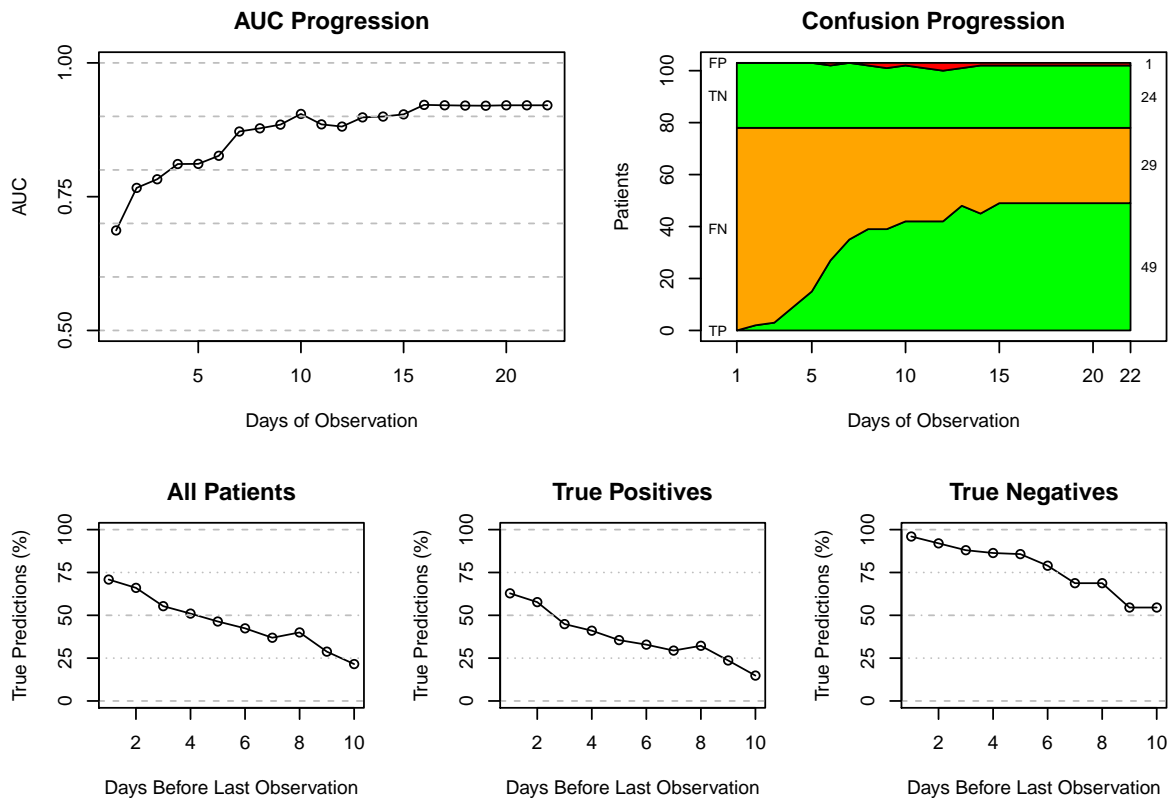 AUC Progression
1.00
0.75
0.50
AUC
5
10
15
20
Days of Observation
Confusion Progression
100
80
60
40
20
0
Patients
FP
TN
FN
TP
1
24
29
49
1
5
10
15
20
22
Days of Observation
All Patients
100
75
50
25
0
True Predictions (%)
2
4
6
8
10
Days Before Last Observation
True Positives
100
75
50
25
0
True Predictions (%)
2
4
6
8
10
Days Before Last Observation
True Negatives
100
75
50
25
0
True Predictions (%)
2
4
6
8
10
Days Before Last Observation